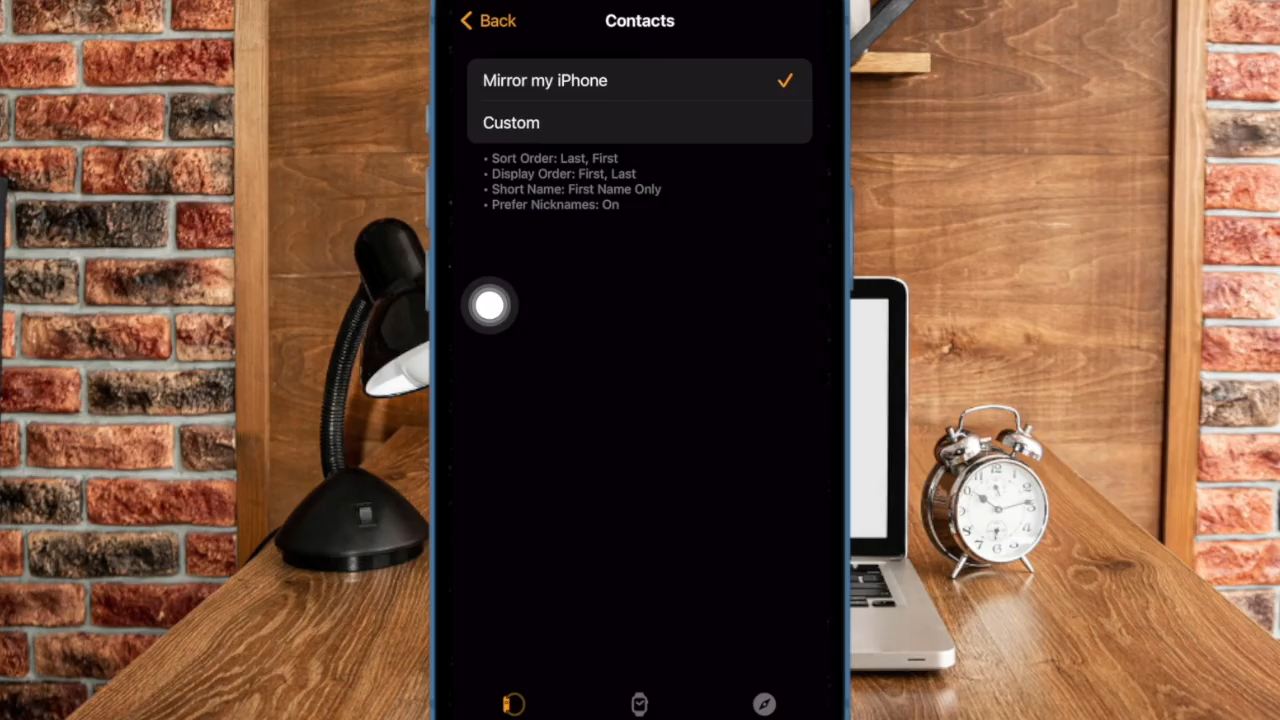 Back
Contacts
Mirror my iPhone
Custom
• Sort Order: Last, First
• Display Order: First, Last
• Short Name: First Name Only
• Prefer Nicknames: On